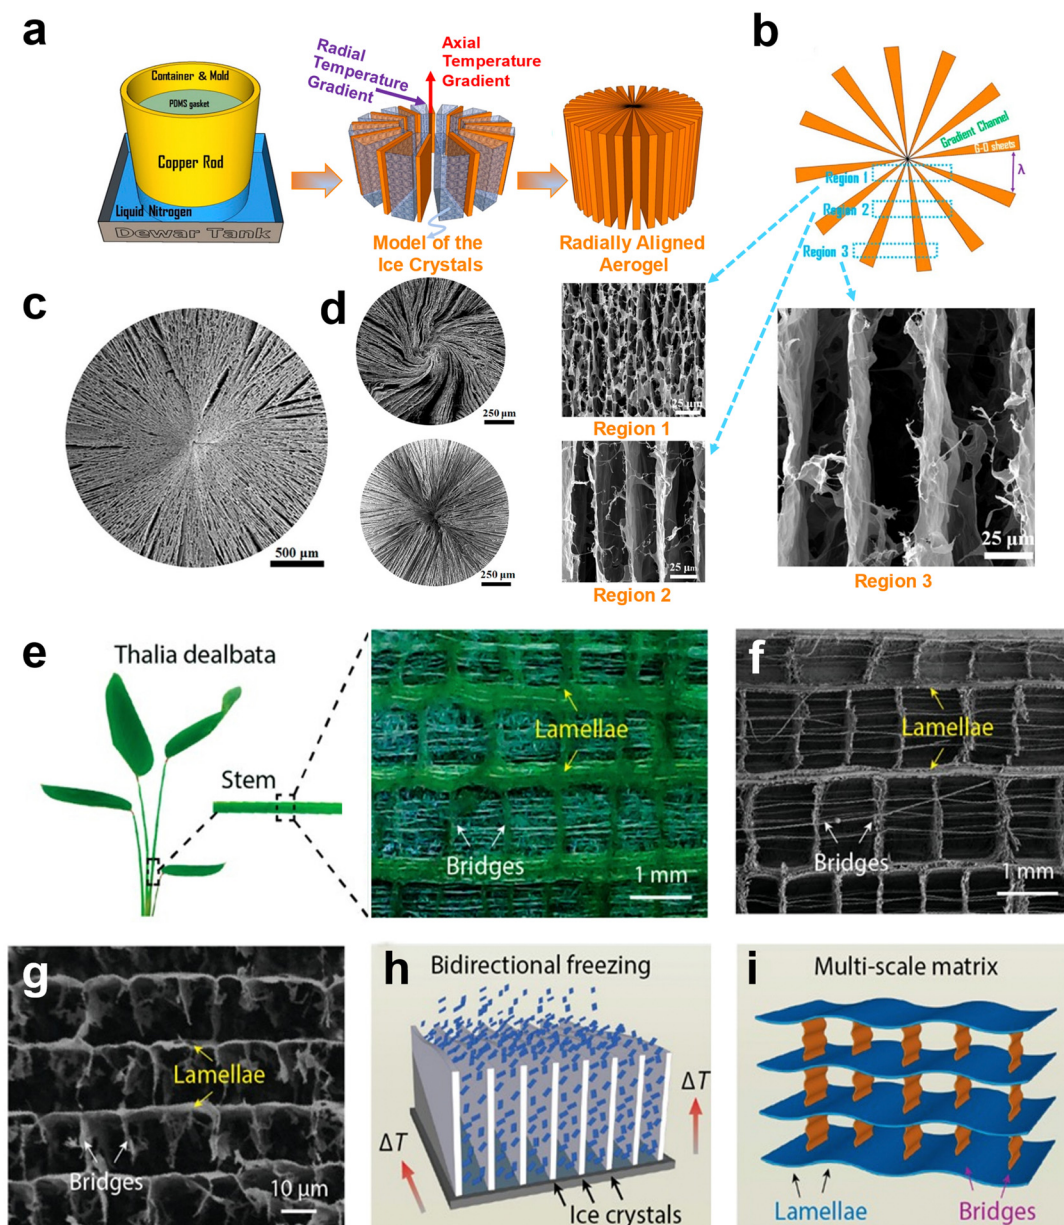 a
Container & Mold
PDMS gasket
Copper Rod
Liquid Nitrogen
Dewar Tank
Radial
Temperature
Gradient
Axial
Temperature
Gradient
Model of the
Ice Crystals
Radially Aligned
Aerogel
b
Gradient Channel
G-O sheets
λ
Region 1
Region 2
Region 3
c
500 μm
d
250 μm
250 μm
25 μm
Region 1
25 μm
Region 2
25 μm
Region 3
e
Thalia dealbata
Stem
Lamellae
Bridges
1 mm
f
Lamellae
Bridges
1 mm
g
Lamellae
Bridges
10 μm
h
Bidirectional freezing
ΔT
ΔT
Ice crystals
i
Multi-scale matrix
Lamellae
Bridges